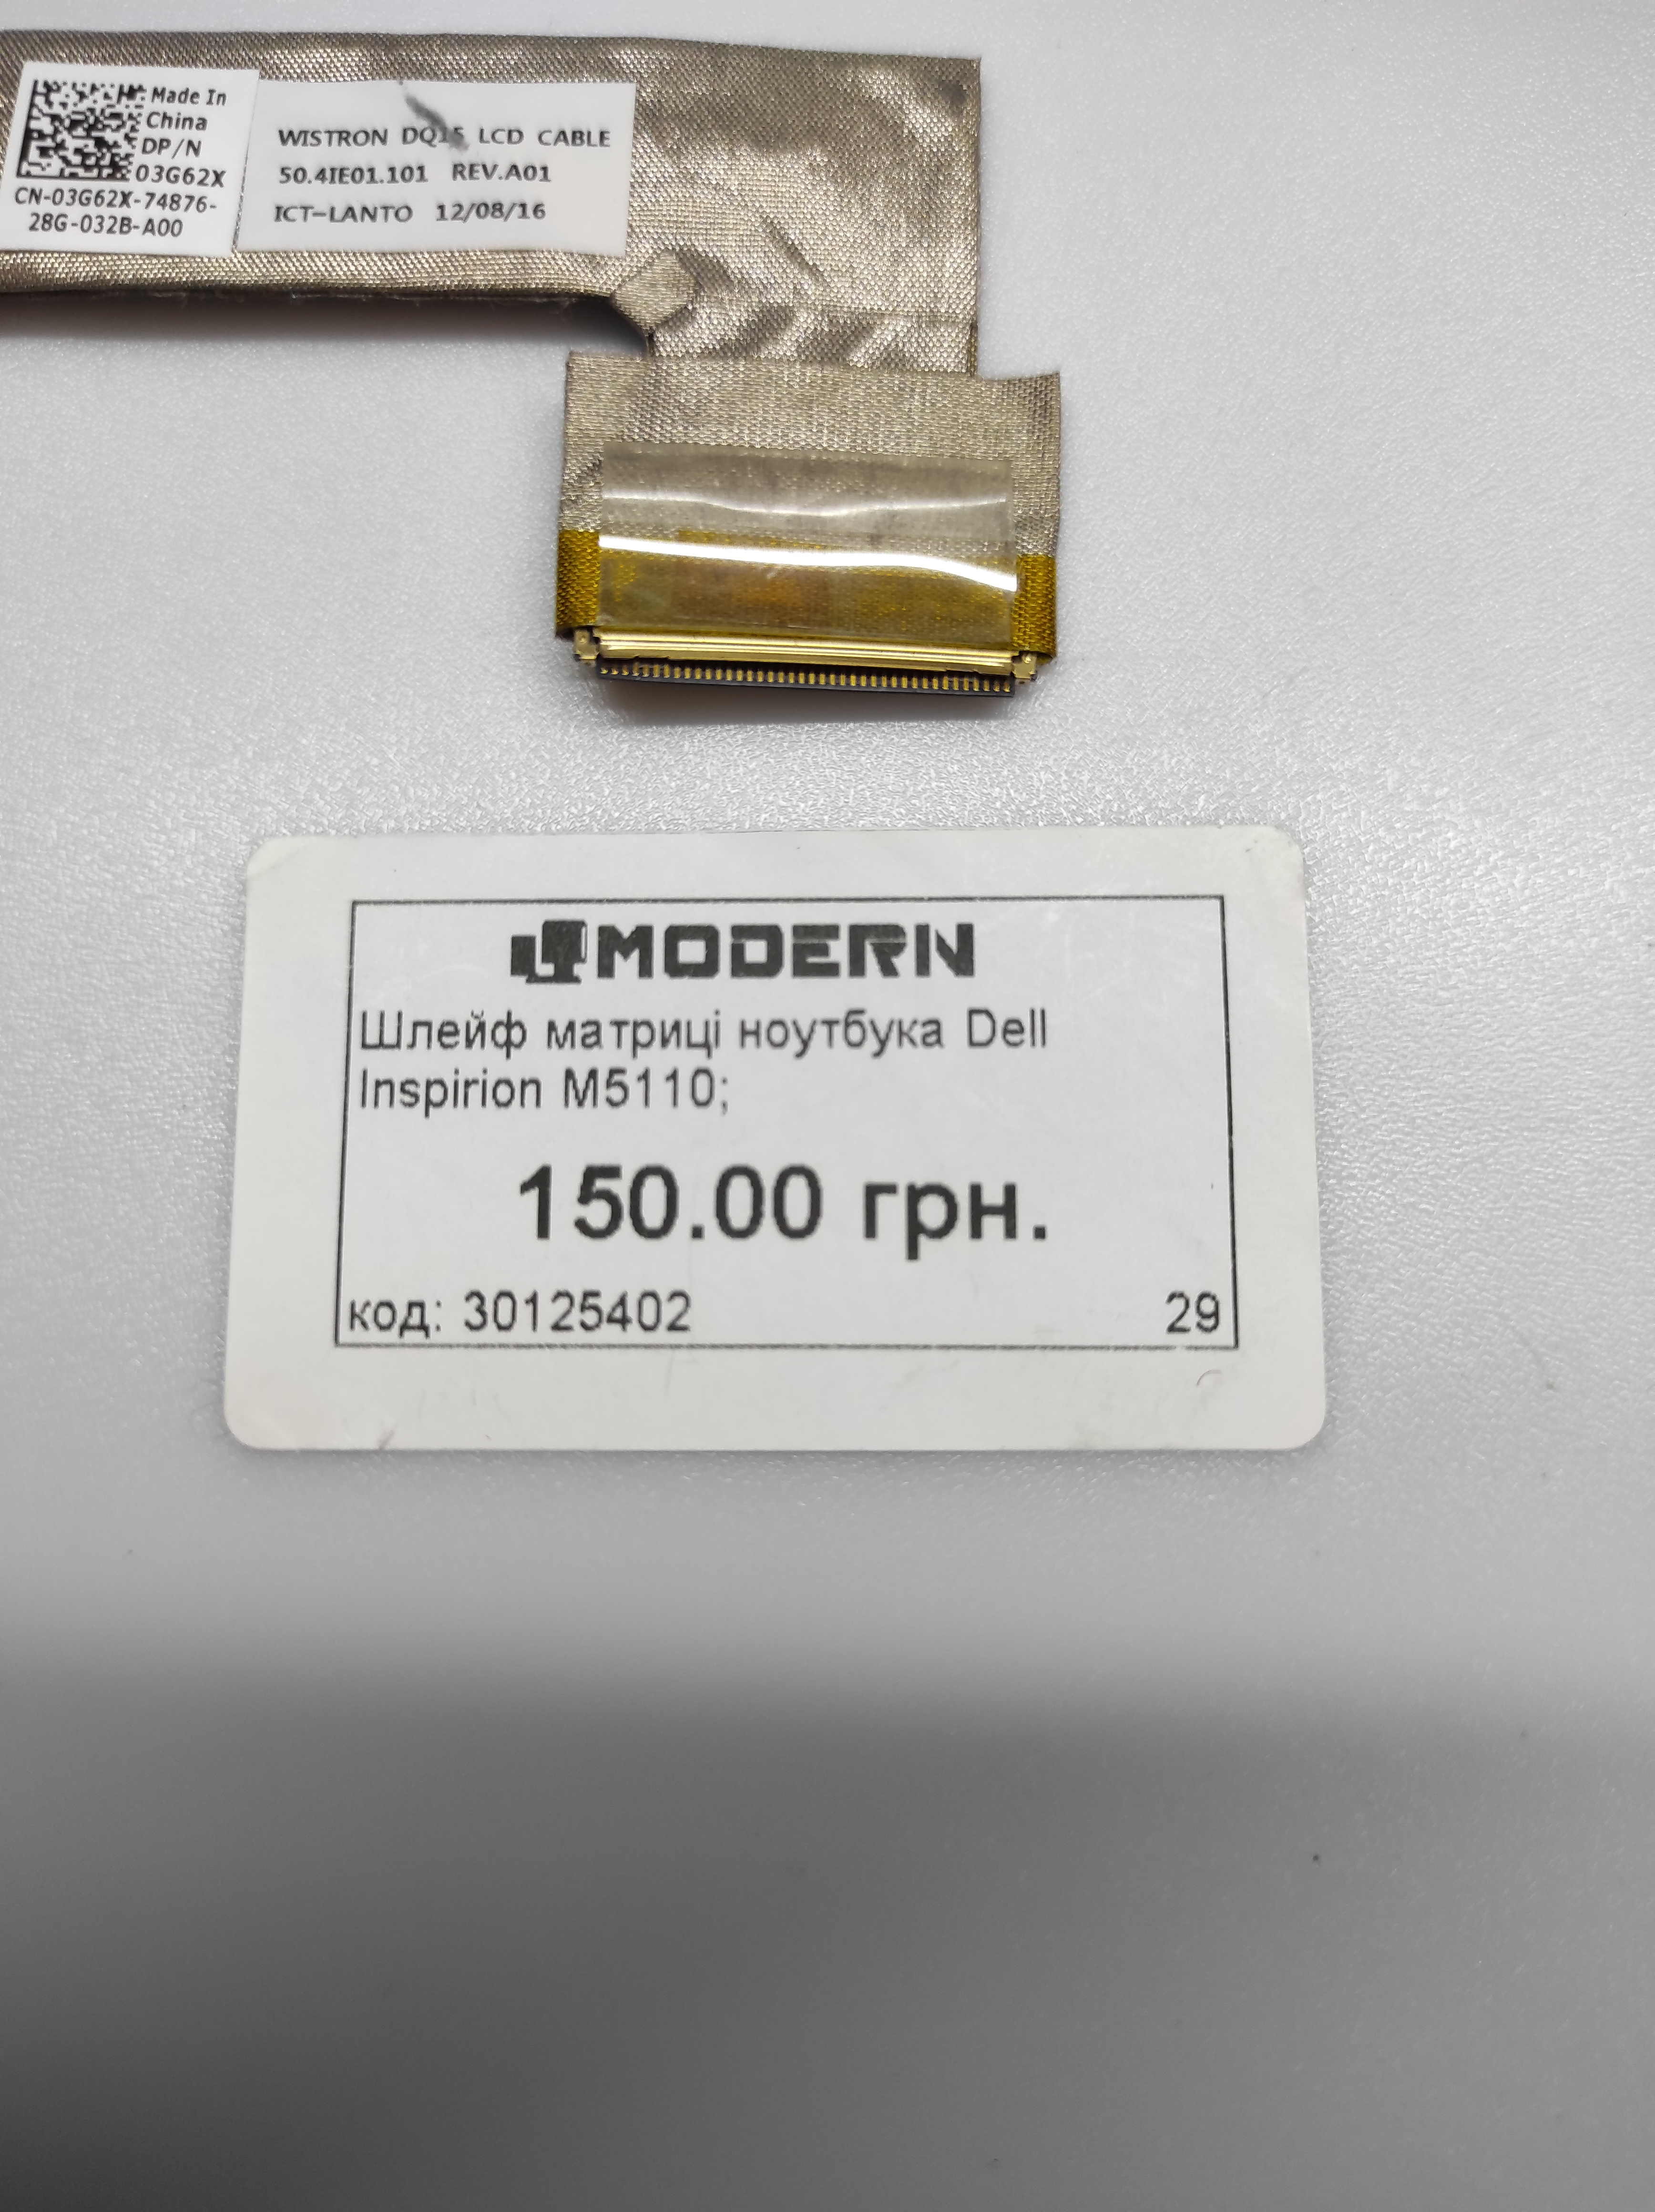 Made In
China
DP/N
03G62X
CN-03G62X-74876-
28G-032B-A00
WISTRON DQ15 LCD CABLE
50.4IE01.101 REV.A01
ICT-LANTO 12/08/16
MODERN
Шлейф матриці ноутбука Dell
Inspirion M5110;
150.00 грн.
код: 30125402 29